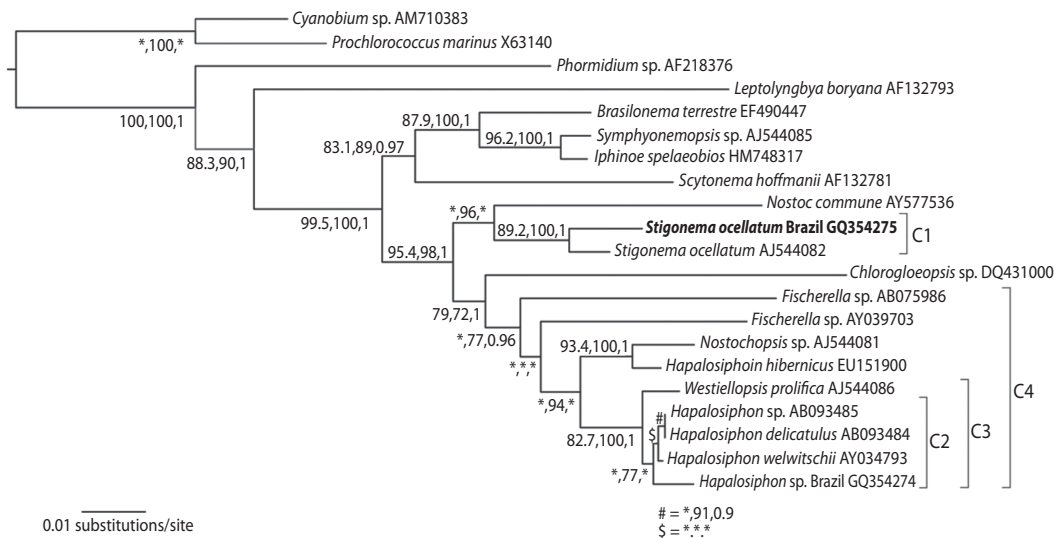 Cyanobium sp. AM710383
*,100,*
Prochlorococcus marinus X63140
Phormidium sp. AF218376
100,100,1
Leptolyngbya boryana AF132793
88.3,90,1
Brasilonema terrestre EF490447
87.9,100,1
Symphyonemopsis sp. AJ544085
96.2,100,1
83.1,89,0.97
Iphinoe spelaeobios HM748317
Scytonema hoffmanii AF132781
99.5,100,1
Nostoc commune AY577536
*,96,*
Stigonema ocellatum Brazil GQ354275
89.2,100,1
C1
95.4,98,1
Stigonema ocellatum AJ544082
Chlorogloeopsis sp. DQ431000
79,72,1
Fischerella sp. AB075986
*,77,0.96
Fischerella sp. AY039703
*,*,*
Nostochopsis sp. AJ544081
93.4,100,1
Hapalosiphoin hibernicus EU151900
*,94,*
Westiellopsis prolifica AJ544086
C4
Hapalosiphon sp. AB093485
#
C3
82.7,100,1
$
Hapalosiphon delicatulus AB093484
C2
Hapalosiphon welwitschii AY034793
*,77,*
Hapalosiphon sp. Brazil GQ354274
# = *,91,0.9
$ = *.*.*
0.01 substitutions/site